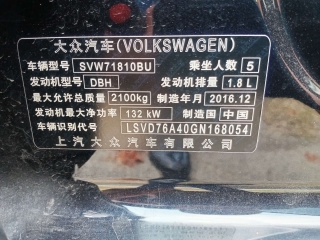 大众汽车(VOLKSWAGEN)
车辆型号 SVW71810BU 乘坐人数 5
发动机型号 DBH 发动机排量 1.8 L
最大允许总质量 2100kg 制造年月 2016.12
发动机最大净功率 132 kW 制造国 中国
车辆识别代号 LSVD76A40GN168054
上汽大众汽车有限公司